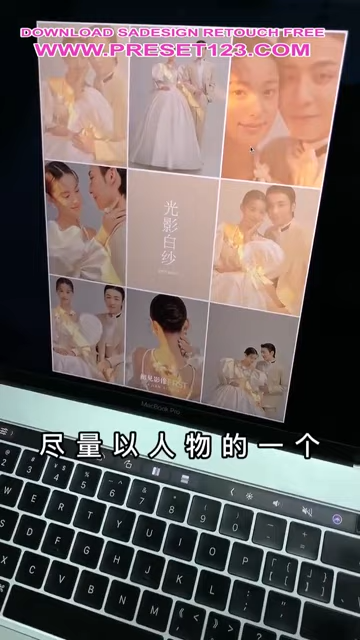 DOWNLOAD SADESIGN RETOUCH FREE
WWW.PRESET123.COM
光影白纱
MacBook Pro
尽量以人物的一个
Q W E R T Y U I O P
A S D F G H J K L
Z X C V B N M